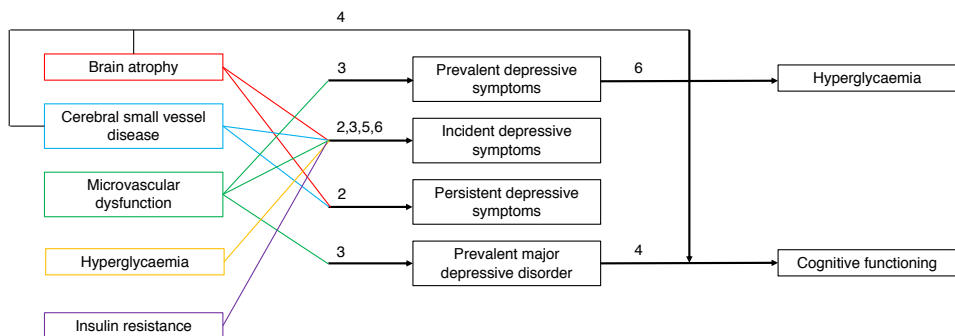 4
Brain atrophy
3
Prevalent depressive
symptoms
6
Hyperglycaemia
Cerebral small vessel
disease
2,3,5,6
Incident depressive
symptoms
Microvascular
dysfunction
2
Persistent depressive
symptoms
Hyperglycaemia
3
Prevalent major
depressive disorder
4
Cognitive functioning
Insulin resistance